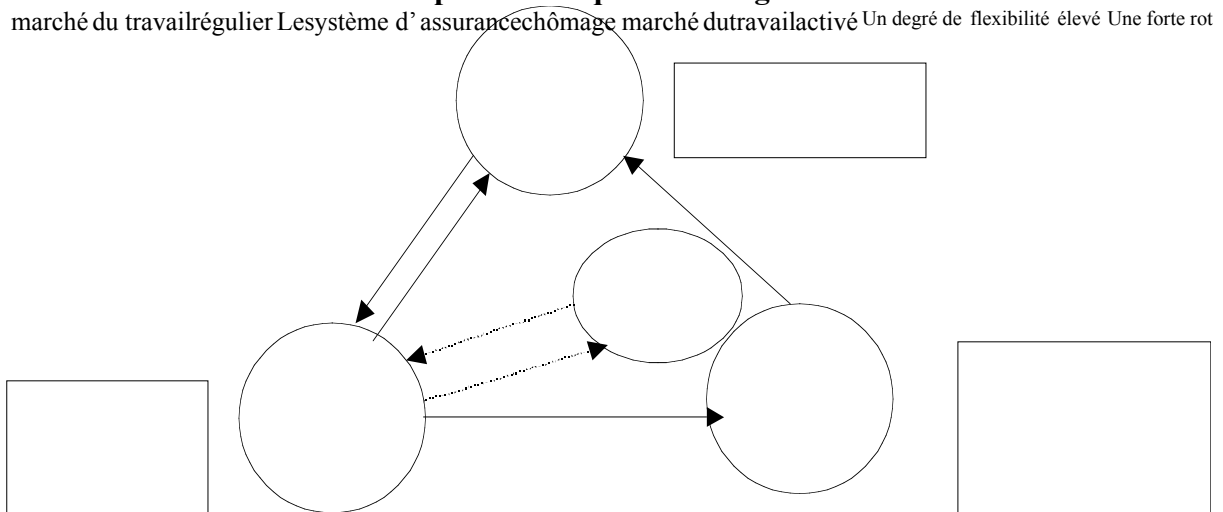 marché du travailrégulier Lesystème d’assurancechômage marché dutravailactivé Un degré de flexibilité élevé Une forte rot